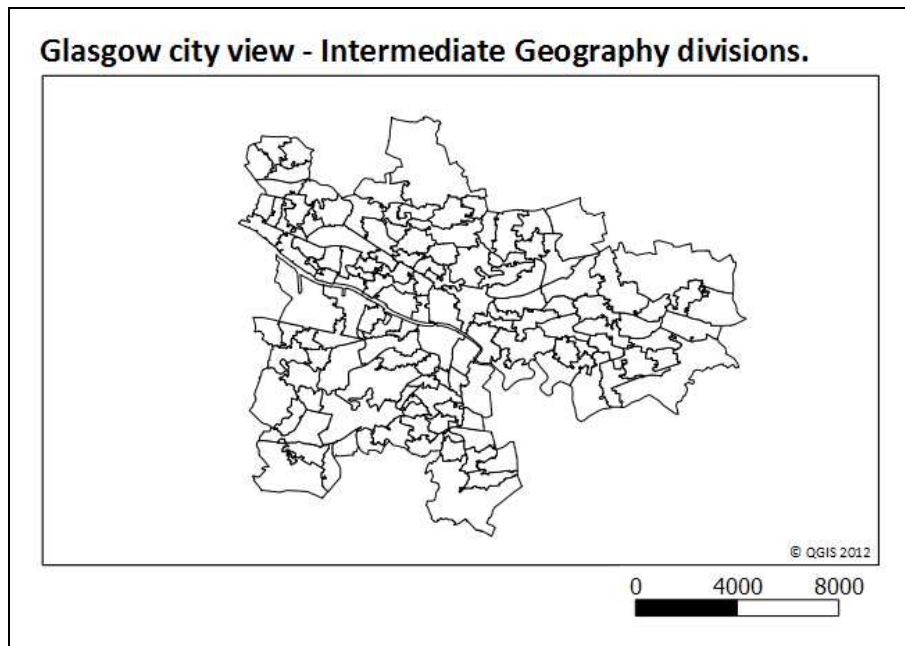 Glasgow city view - Intermediate Geography divisions.
© QGIS 2012
0 4000 8000